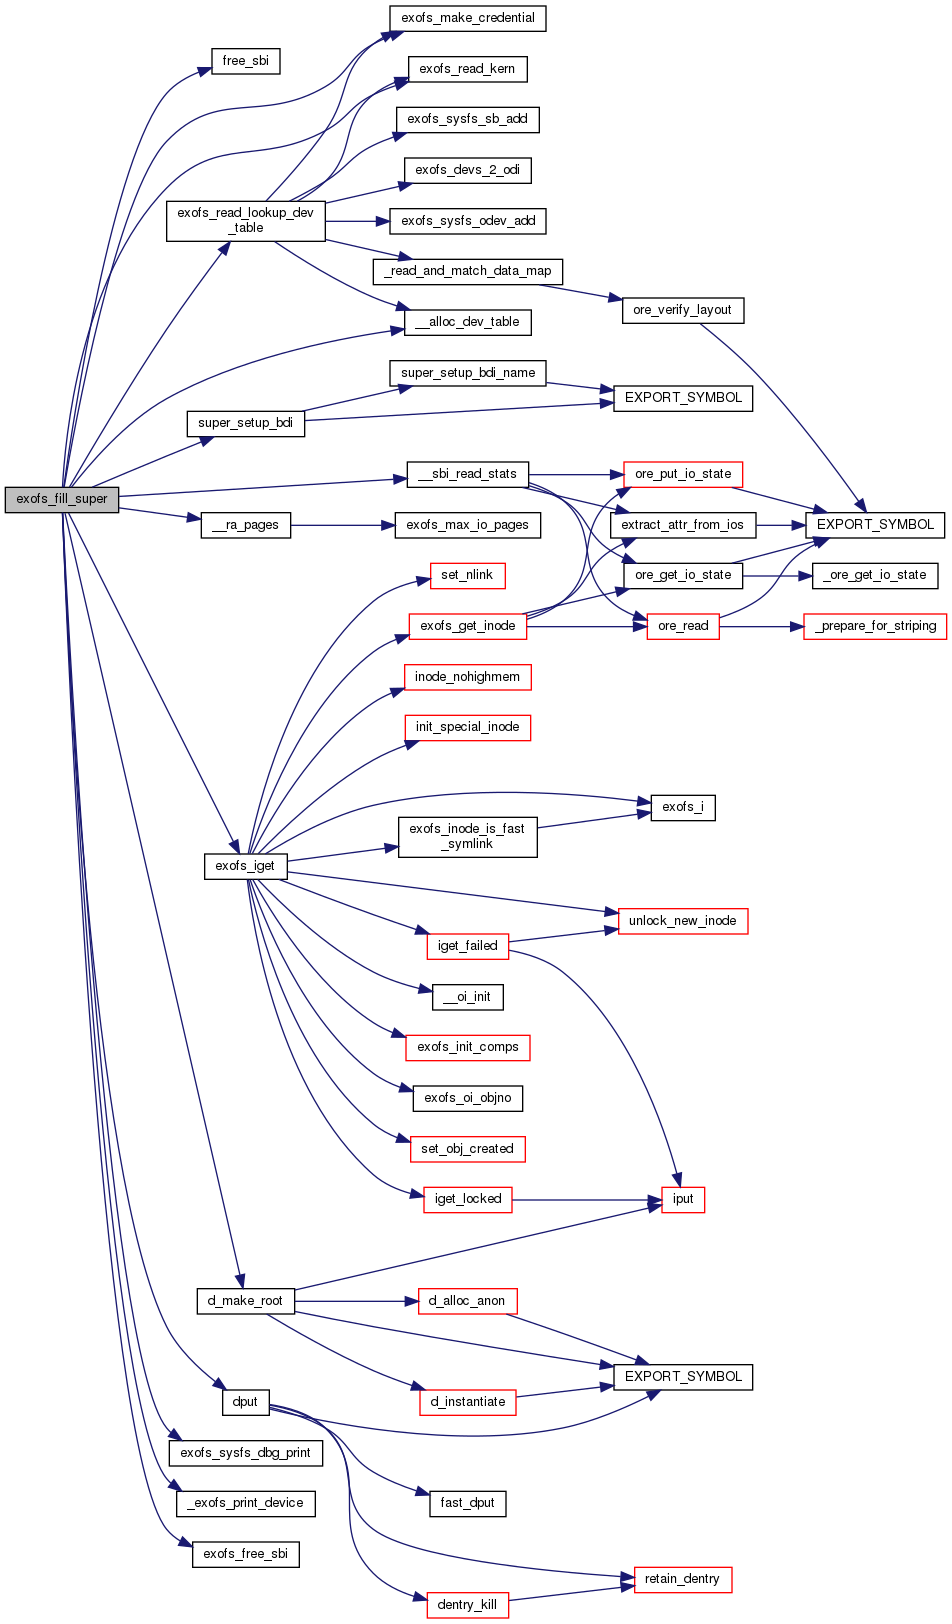 exofs_make_credential
free_sbi
exofs_read_kern
exofs_sysfs_sb_add
exofs_devs_2_odi
exofs_read_lookup_dev
_table
exofs_sysfs_odev_add
_read_and_match_data_map
ore_verify_layout
__alloc_dev_table
super_setup_bdi_name
EXPORT_SYMBOL
super_setup_bdi
__sbi_read_stats
ore_put_io_state
exofs_fill_super
__ra_pages
exofs_max_io_pages
extract_attr_from_ios
EXPORT_SYMBOL
set_nlink
ore_get_io_state
_ore_get_io_state
exofs_get_inode
ore_read
_prepare_for_striping
inode_nohighmem
init_special_inode
exofs_i
exofs_inode_is_fast
_symlink
exofs_iget
unlock_new_inode
iget_failed
__oi_init
exofs_init_comps
exofs_oi_objno
set_obj_created
iget_locked
iput
d_make_root
d_alloc_anon
EXPORT_SYMBOL
dput
d_instantiate
exofs_sysfs_dbg_print
_exofs_print_device
fast_dput
exofs_free_sbi
retain_dentry
dentry_kill